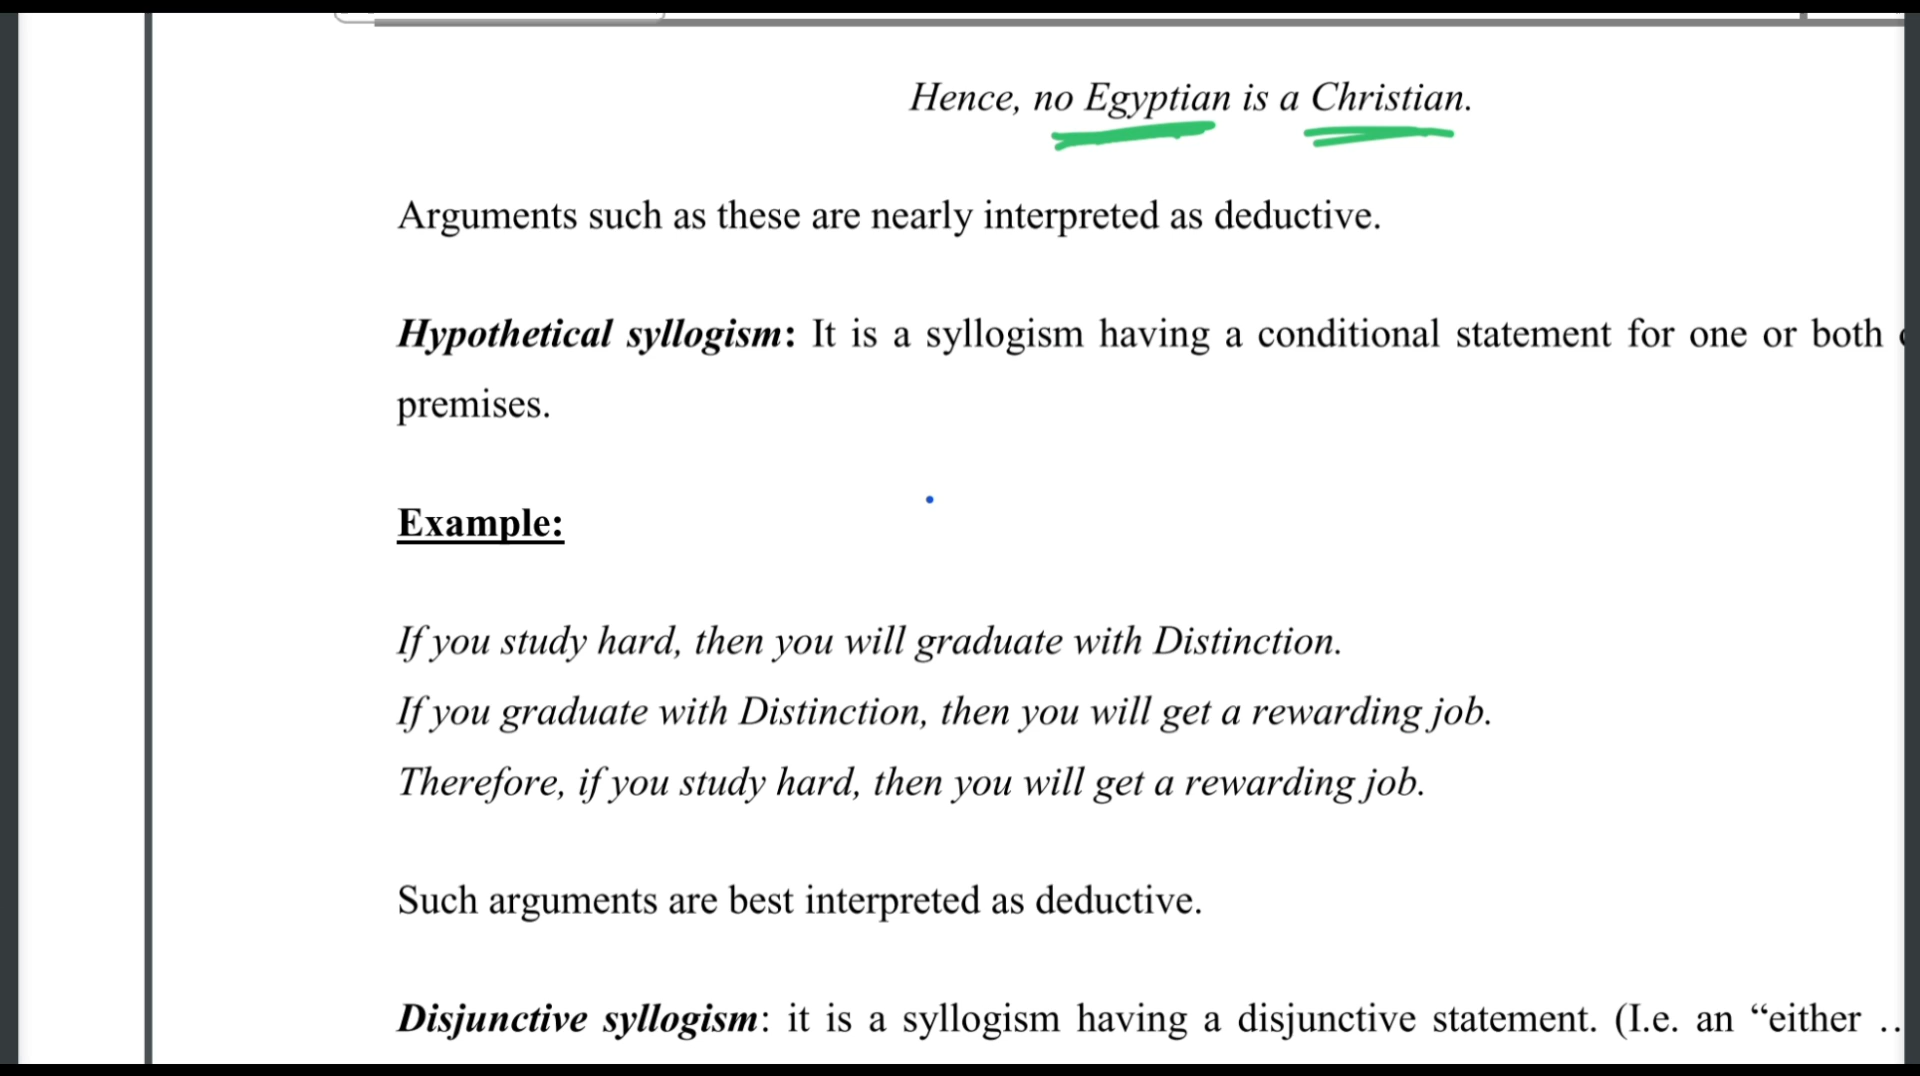 Hence, no Egyptian is a Christian.
Arguments such as these are nearly interpreted as deductive.
Hypothetical syllogism: It is a syllogism having a conditional statement for one or both
premises.
Example:
If you study hard, then you will graduate with Distinction.
If you graduate with Distinction, then you will get a rewarding job.
Therefore, if you study hard, then you will get a rewarding job.
Such arguments are best interpreted as deductive.
Disjunctive syllogism: it is a syllogism having a disjunctive statement. (I.e. an “either ..